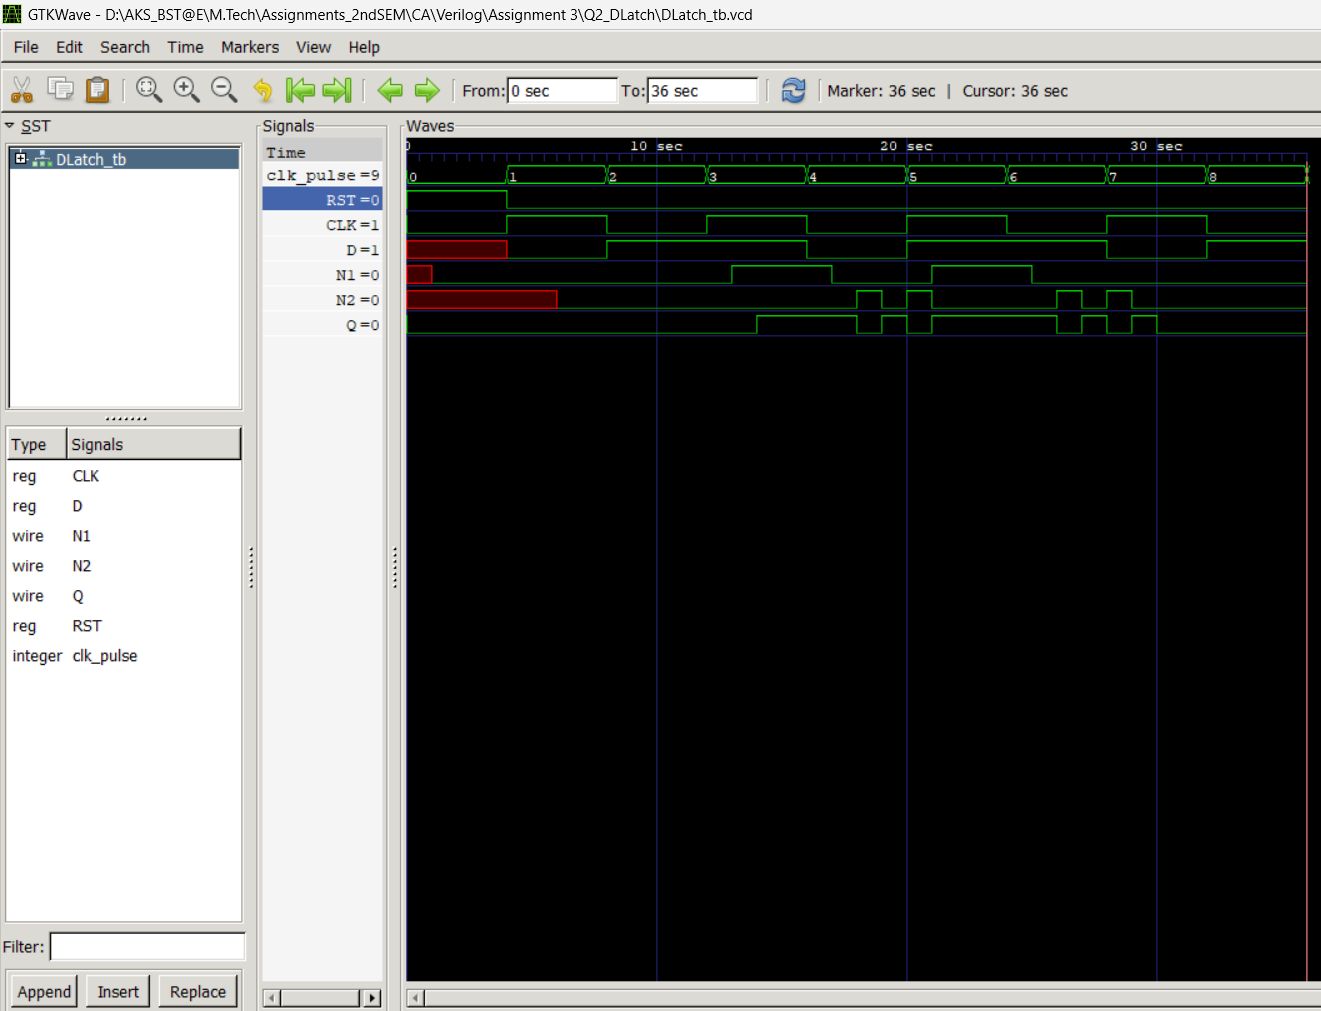 GTKWave - D:\AKS_BST@E\M.Tech\Assignments_2ndSEM\CA\Verilog\Assignment 3\Q2_DLatch\DLatch_tb.vcd
File Edit Search Time Markers View Help
From: 0 sec To: 36 sec Marker: 36 sec | Cursor: 36 sec
SST
DLatch_tb
Type Signals
reg CLK
reg D
wire N1
wire N2
wire Q
reg RST
integer clk_pulse
Filter:
Append Insert Replace
Signals
Time
clk_pulse =9
RST =0
CLK =1
D =1
N1 =0
N2 =0
Q =0
Waves
0 10 sec 20 sec 30 sec
0 1 2 3 4 5 6 7 8